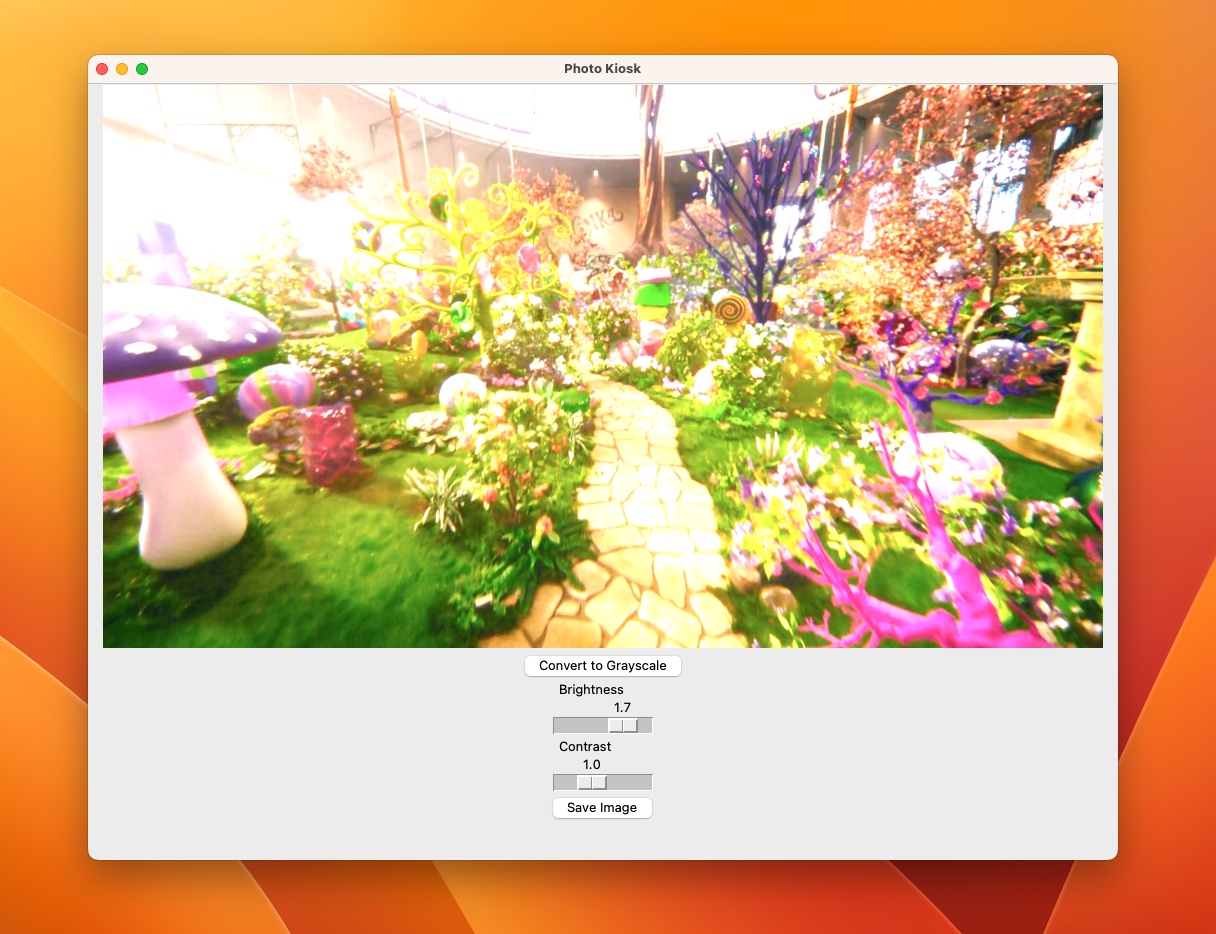 Photo Kiosk
Convert to Grayscale
Brightness
1.7
Contrast
1.0
Save Image